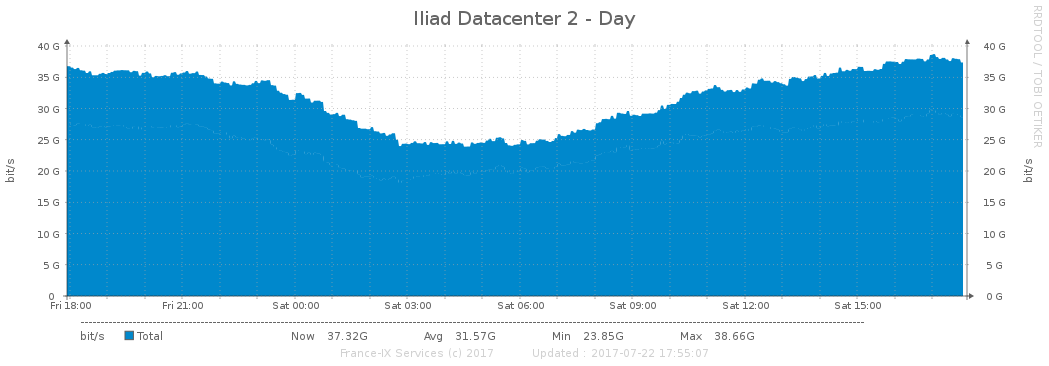 Iliad Datacenter 2 - Day
RRDTOOL / TOBI OETIKER
40 G 40 G
35 G 35 G
30 G 30 G
25 G 25 G
20 G 20 G
15 G 15 G
10 G 10 G
5 G 5 G
0 0 G
bit/s
bit/s
Fri 18:00 Fri 21:00 Sat 00:00 Sat 03:00 Sat 06:00 Sat 09:00 Sat 12:00 Sat 15:00
bit/s Total Now 37.32G Avg 31.57G Min 23.85G Max 38.66G
France-IX Services (c) 2017 Updated : 2017-07-22 17:55:07